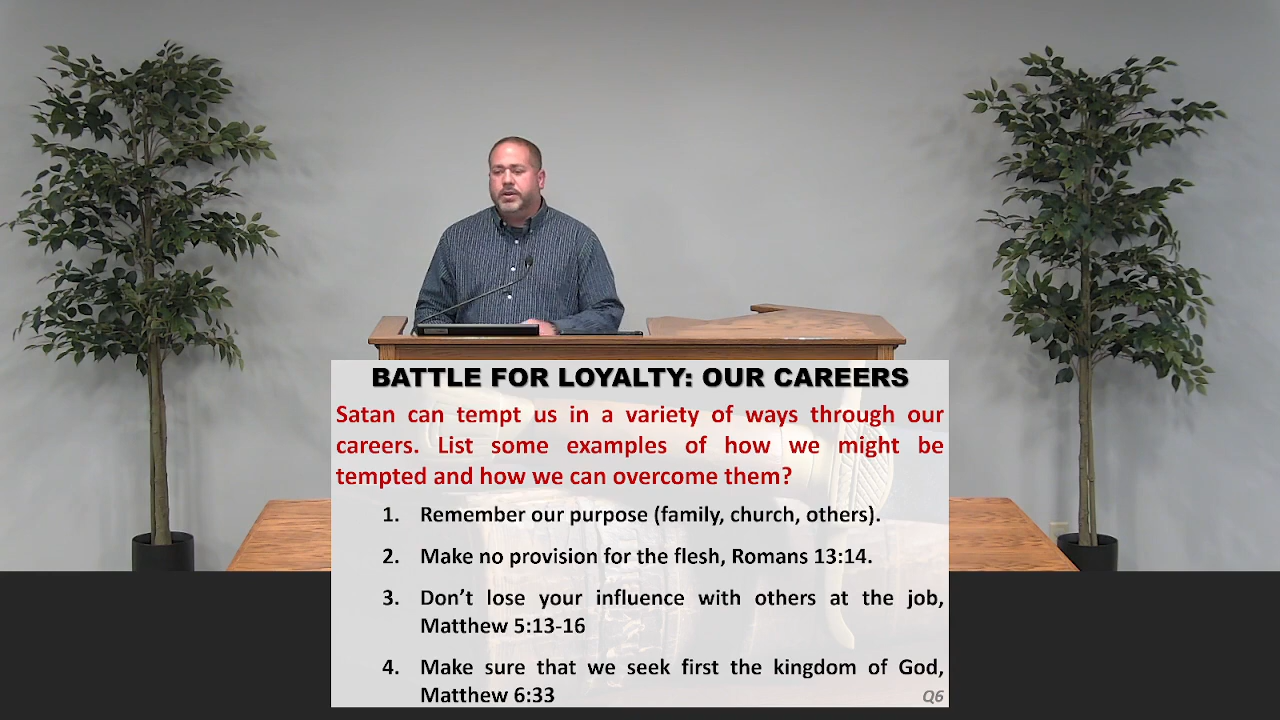 BATTLE FOR LOYALTY: OUR CAREERS
Satan can tempt us in a variety of ways through our
careers. List some examples of how we might be
tempted and how we can overcome them?
1. Remember our purpose (family, church, others).
2. Make no provision for the flesh, Romans 13:14.
3. Don't lose your influence with others at the job,
Matthew 5:13-16
4. Make sure that we seek first the kingdom of God,
Matthew 6:33
Q6